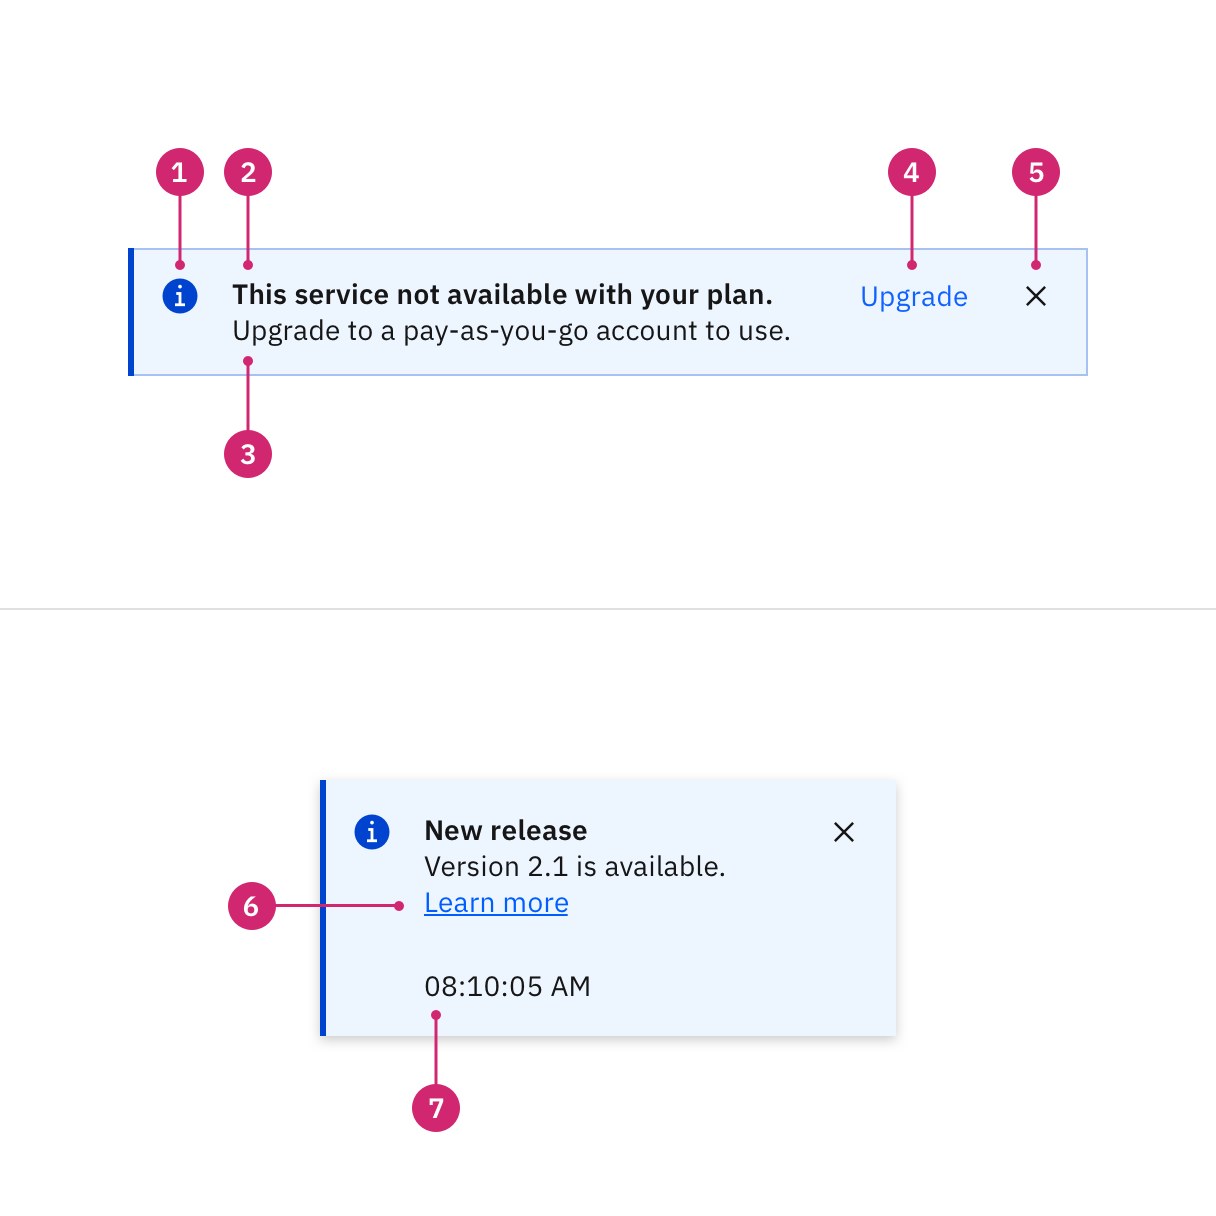 1 2 4 5
This service not available with your plan. Upgrade
Upgrade to a pay-as-you-go account to use.
3
New release
Version 2.1 is available.
6 Learn more
08:10:05 AM
7